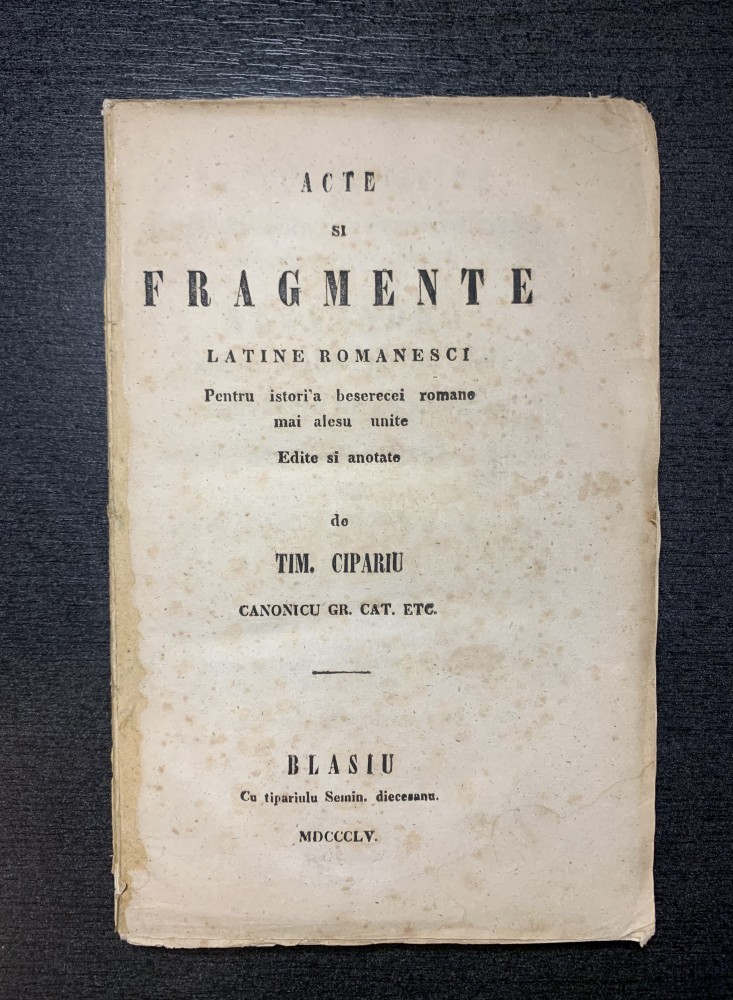 ACTE
SI
FRAGMENTE
LATINE ROMANESCI
Pentru istori'a beserecei romane
mai alesu unite
Edite si anotate
de
TIM. CIPARIU
CANONICU GR. CAT. ETC.
BLASIU
Cu tipariulu Semin. diecesanu.
MDCCCLV.